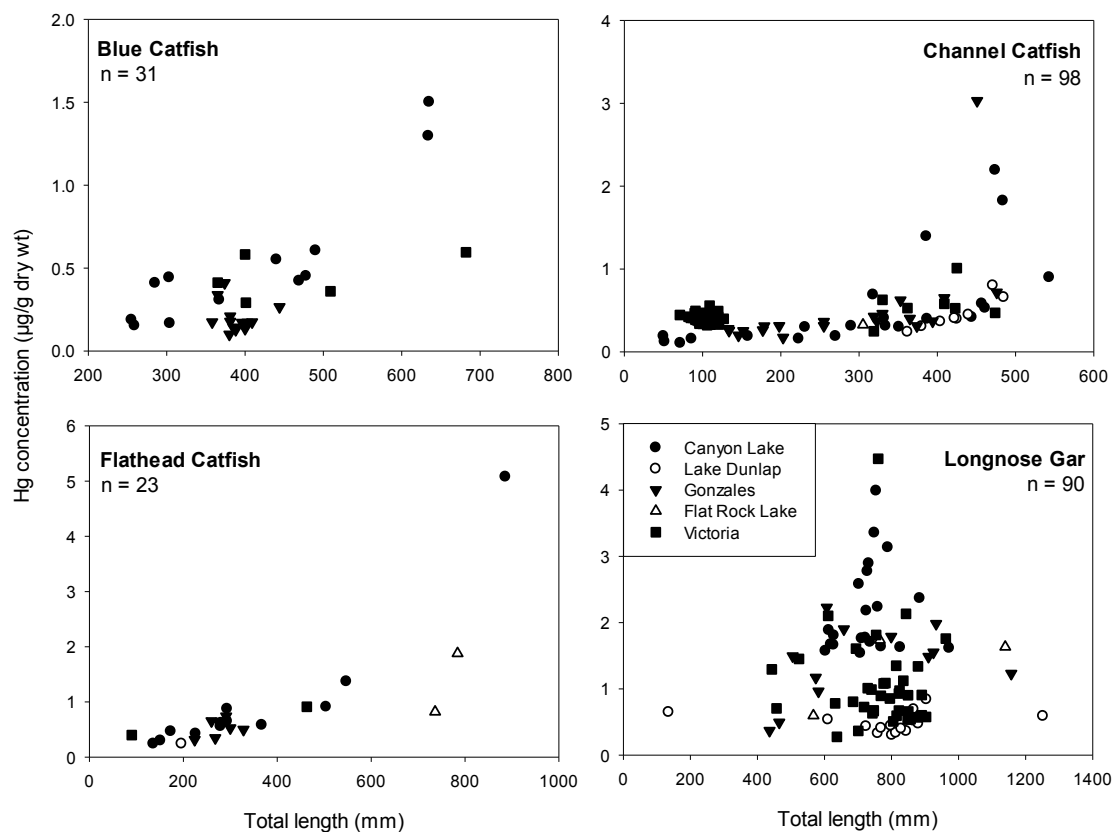 Hg concentration (µg/g dry wt)
2.0
1.5
1.0
0.5
0.0
Blue Catfish
n = 31
200 300 400 500 600 700 800
4
3
2
1
0
Channel Catfish
n = 98
0 100 200 300 400 500 600
6
5
4
3
2
1
0
Flathead Catfish
n = 23
0 200 400 600 800 1000
Total length (mm)
5
4
3
2
1
0
Canyon Lake
Lake Dunlap
Gonzales
Flat Rock Lake
Victoria
Longnose Gar
n = 90
0 200 400 600 800 1000 1200 1400
Total length (mm)